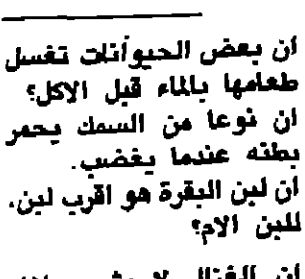 ان بعض الحيوانات تغسل
طعامها بالماء قبل الاكل؟
ان نوعا من السمك يحمر
بطنه عندما يغضب.
ان لبن البقرة هو اقرب لبن،
للبن الام؟
ان الغزال لا